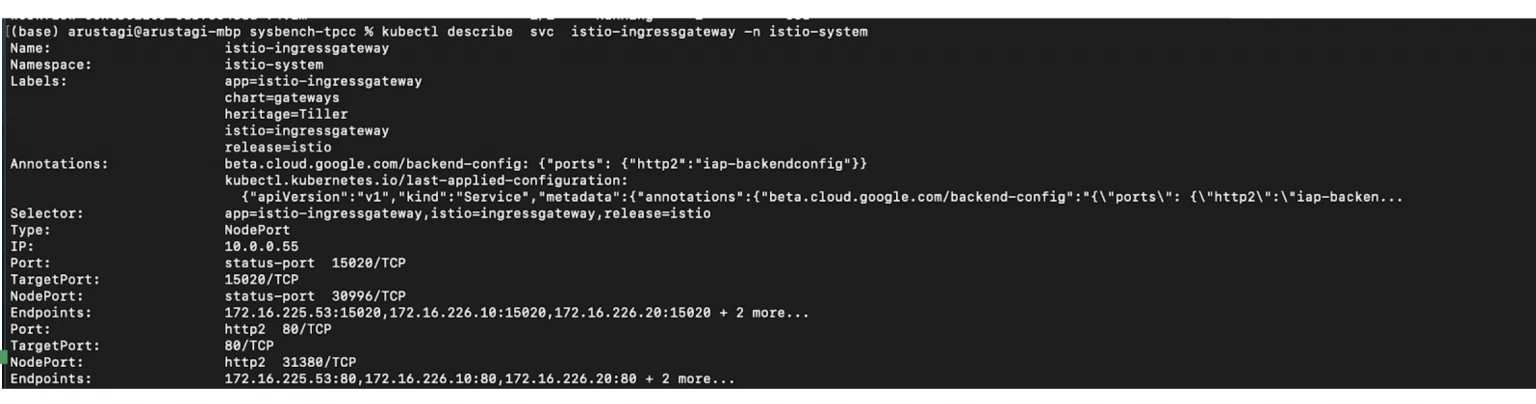 (base) arustagi@arustagi-mbp sysbench-tpcc % kubectl describe  svc  istio-ingressgateway -n istio-system
Name:                     istio-ingressgateway
Namespace:                istio-system
Labels:                   app=istio-ingressgateway
                          chart=gateways
                          heritage=Tiller
                          istio=ingressgateway
                          release=istio
Annotations:              beta.cloud.google.com/backend-config: {"ports": {"http2":"iap-backendconfig"}}
                          kubectl.kubernetes.io/last-applied-configuration:
                            {"apiVersion":"v1","kind":"Service","metadata":{"annotations":{"beta.cloud.google.com/backend-config":"{\"ports\": {\"http2\":\"iap-backen...
Selector:                 app=istio-ingressgateway,istio=ingressgateway,release=istio
Type:                     NodePort
IP:                       10.0.0.55
Port:                     status-port  15020/TCP
TargetPort:               15020/TCP
NodePort:                 status-port  30996/TCP
Endpoints:                172.16.225.53:15020,172.16.226.10:15020,172.16.226.20:15020 + 2 more...
Port:                     http2  80/TCP
TargetPort:               80/TCP
NodePort:                 http2  31380/TCP
Endpoints:                172.16.225.53:80,172.16.226.10:80,172.16.226.20:80 + 2 more...